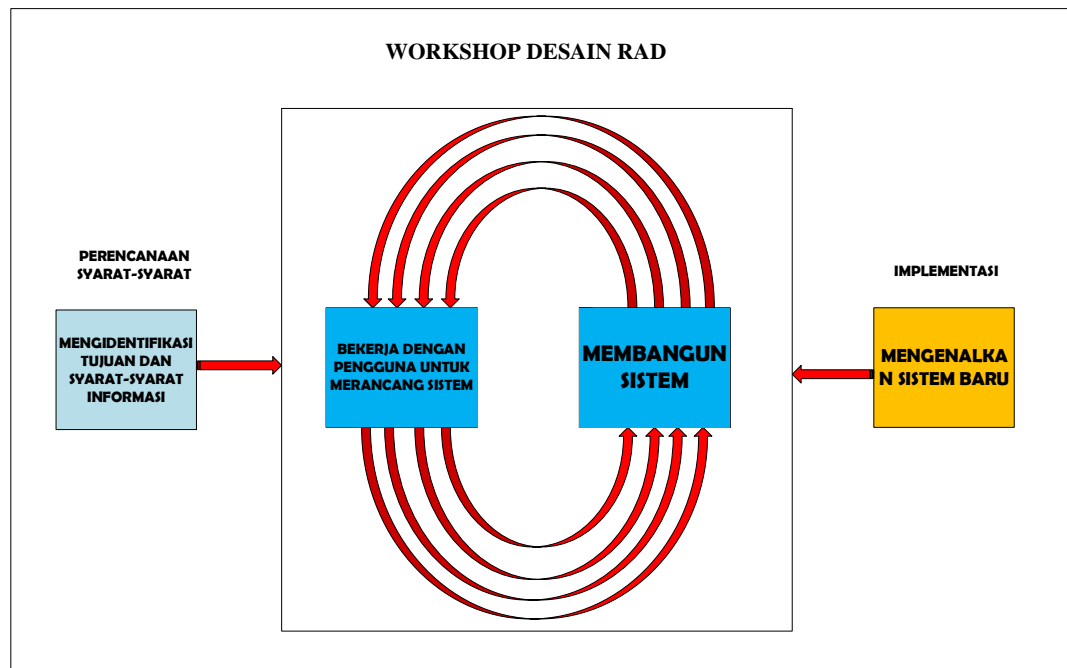 WORKSHOP DESAIN RAD
PERENCANAAN
SYARAT-SYARAT
MENGIDENTIFIKASI
TUJUAN DAN
SYARAT-SYARAT
INFORMASI
BEKERJA DENGAN
PENGGUNA UNTUK
MERANCANG SISTEM
MEMBANGUN
SISTEM
IMPLEMENTASI
MENGENALKA
N SISTEM BARU